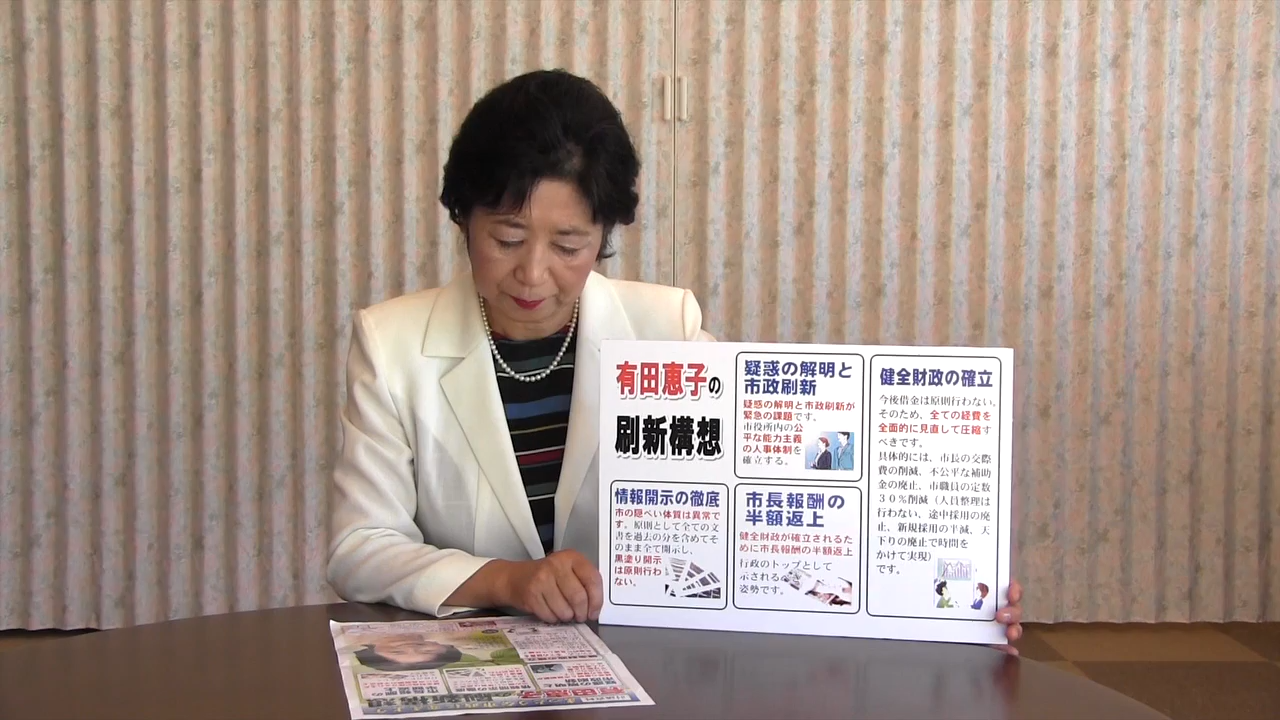 有田恵子の
刷新構想
疑惑の解明と
市政刷新
疑惑の解明と市政刷新が
緊急の課題です。
市役所内の公
平な能力主義
の人事体制を
確立する。
健全財政の確立
今後借金は原則行わない。
そのため、全ての経費を
全面的に見直して圧縮す
べきです。
具体的には、市長の交際
費の削減、不公平な補助
金の廃止、市職員の定数
30%削減(人員整理は
行わない、途中採用の廃
止、新規採用の半減、天
下りの廃止で時間を
かけて実現)
です。
情報開示の徹底
市の隠ぺい体質は異常で
す。原則として全ての文
書を過去の分を含めてそ
のまま全て開示し、
黒塗り開示
は原則行わ
ない。
市長報酬の
半額返上
健全財政が確立されるた
めに市長報酬の半額返上
行政のトップとして
示される
姿勢です。